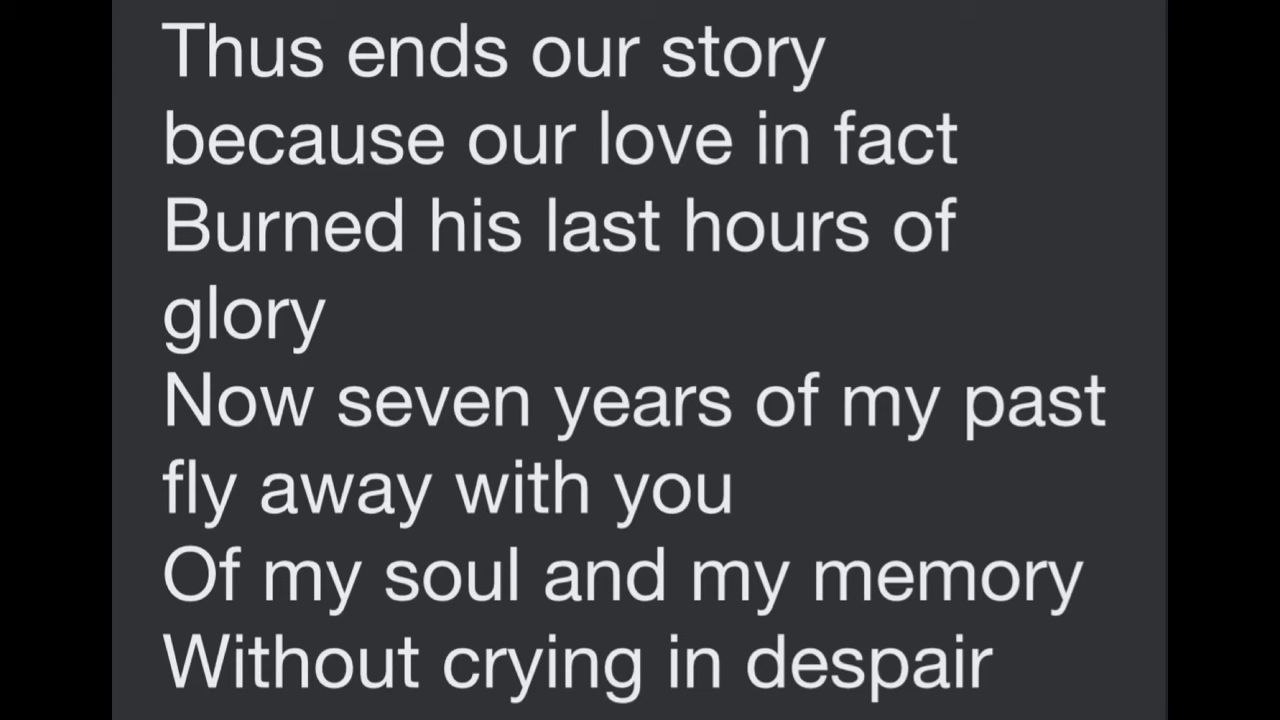 Thus ends our story
because our love in fact
Burned his last hours of
glory
Now seven years of my past
fly away with you
Of my soul and my memory
Without crying in despair